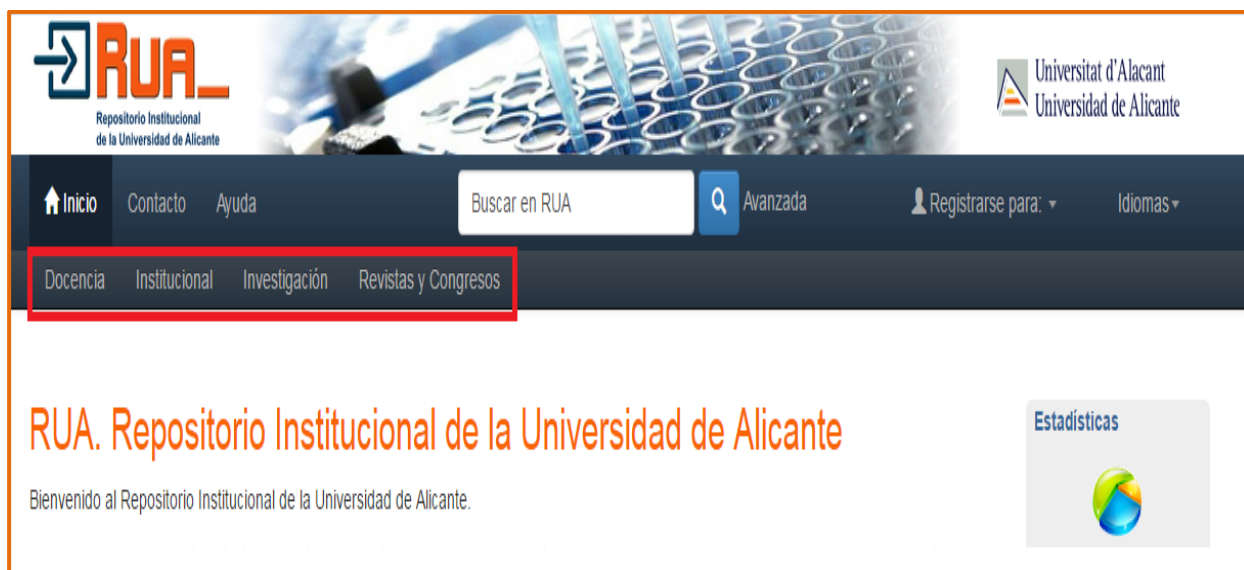 RUA_
Repositorio Institucional
de la Universidad de Alicante
Universitat d'Alacant
Universidad de Alicante
Inicio Contacto Ayuda Buscar en RUA Avanzada Registrarse para: Idiomas
Docencia Institucional Investigación Revistas y Congresos
RUA. Repositorio Institucional de la Universidad de Alicante
Estadísticas
Bienvenido al Repositorio Institucional de la Universidad de Alicante.